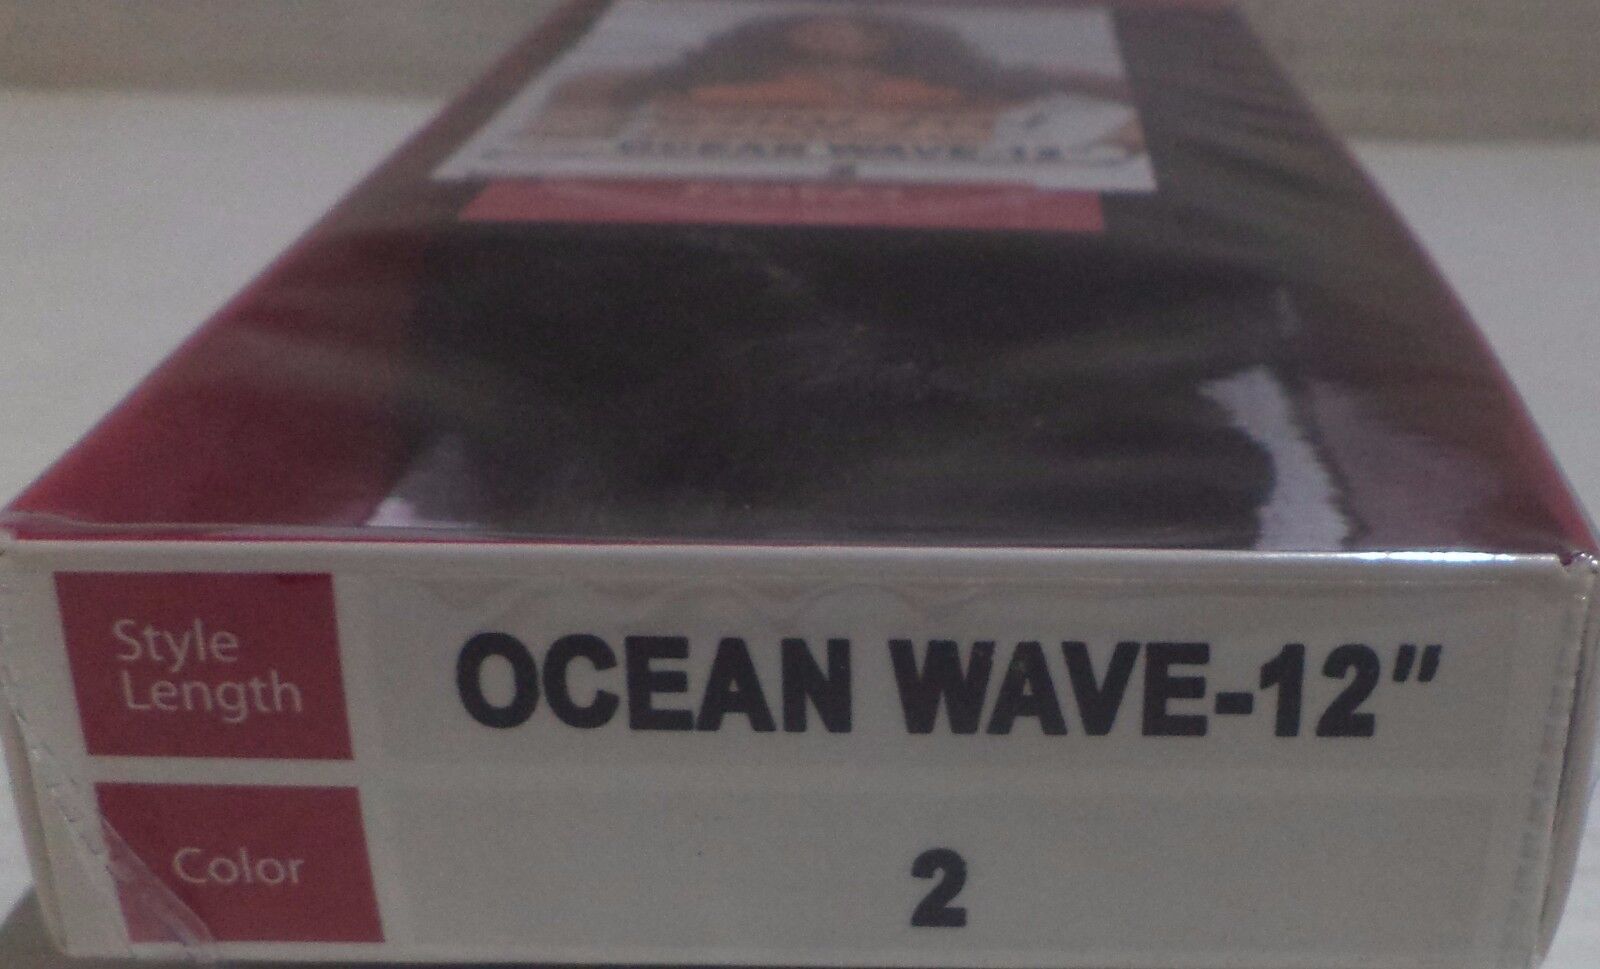 OCEAN WAVE-12
Style
Length
OCEAN WAVE-12"
Color
2